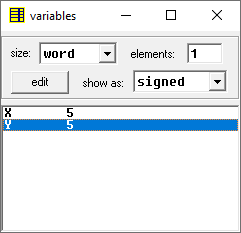 variables
size: word elements: 1
edit show as: signed
X 5
Y 5